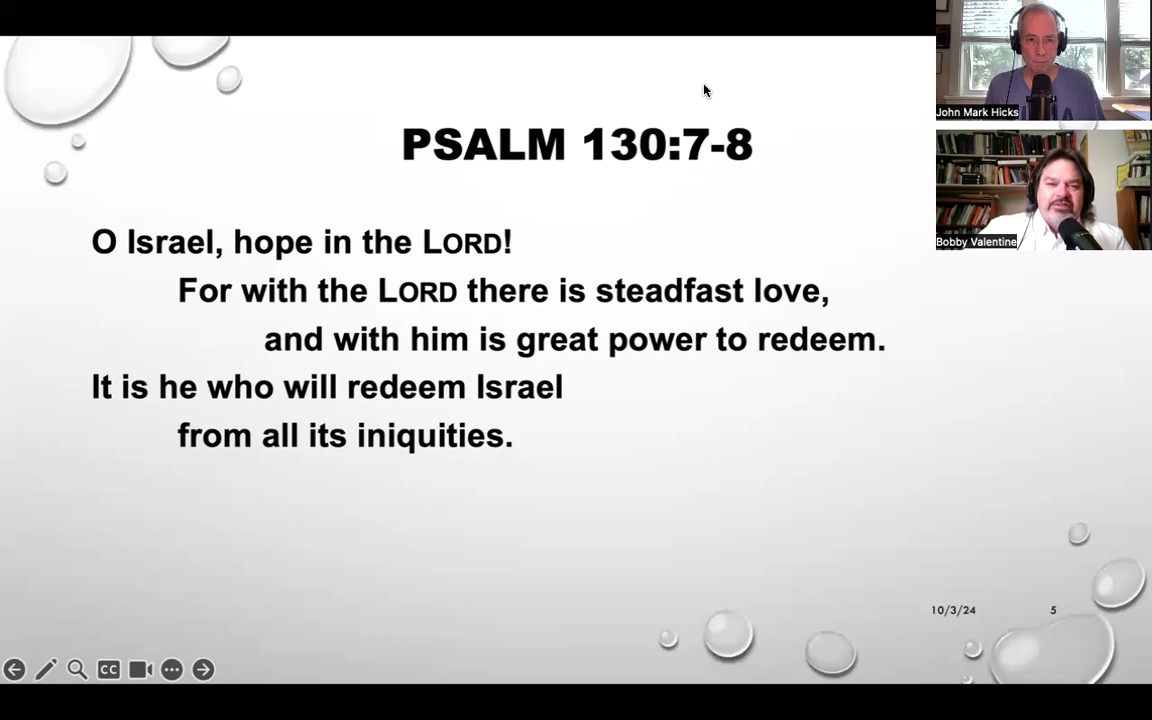 PSALM 130:7-8
O Israel, hope in the LORD!
For with the LORD there is steadfast love,
and with him is great power to redeem.
It is he who will redeem Israel
from all its iniquities.
John Mark Hicks
Bobby Valentine
10/3/24 5
CC